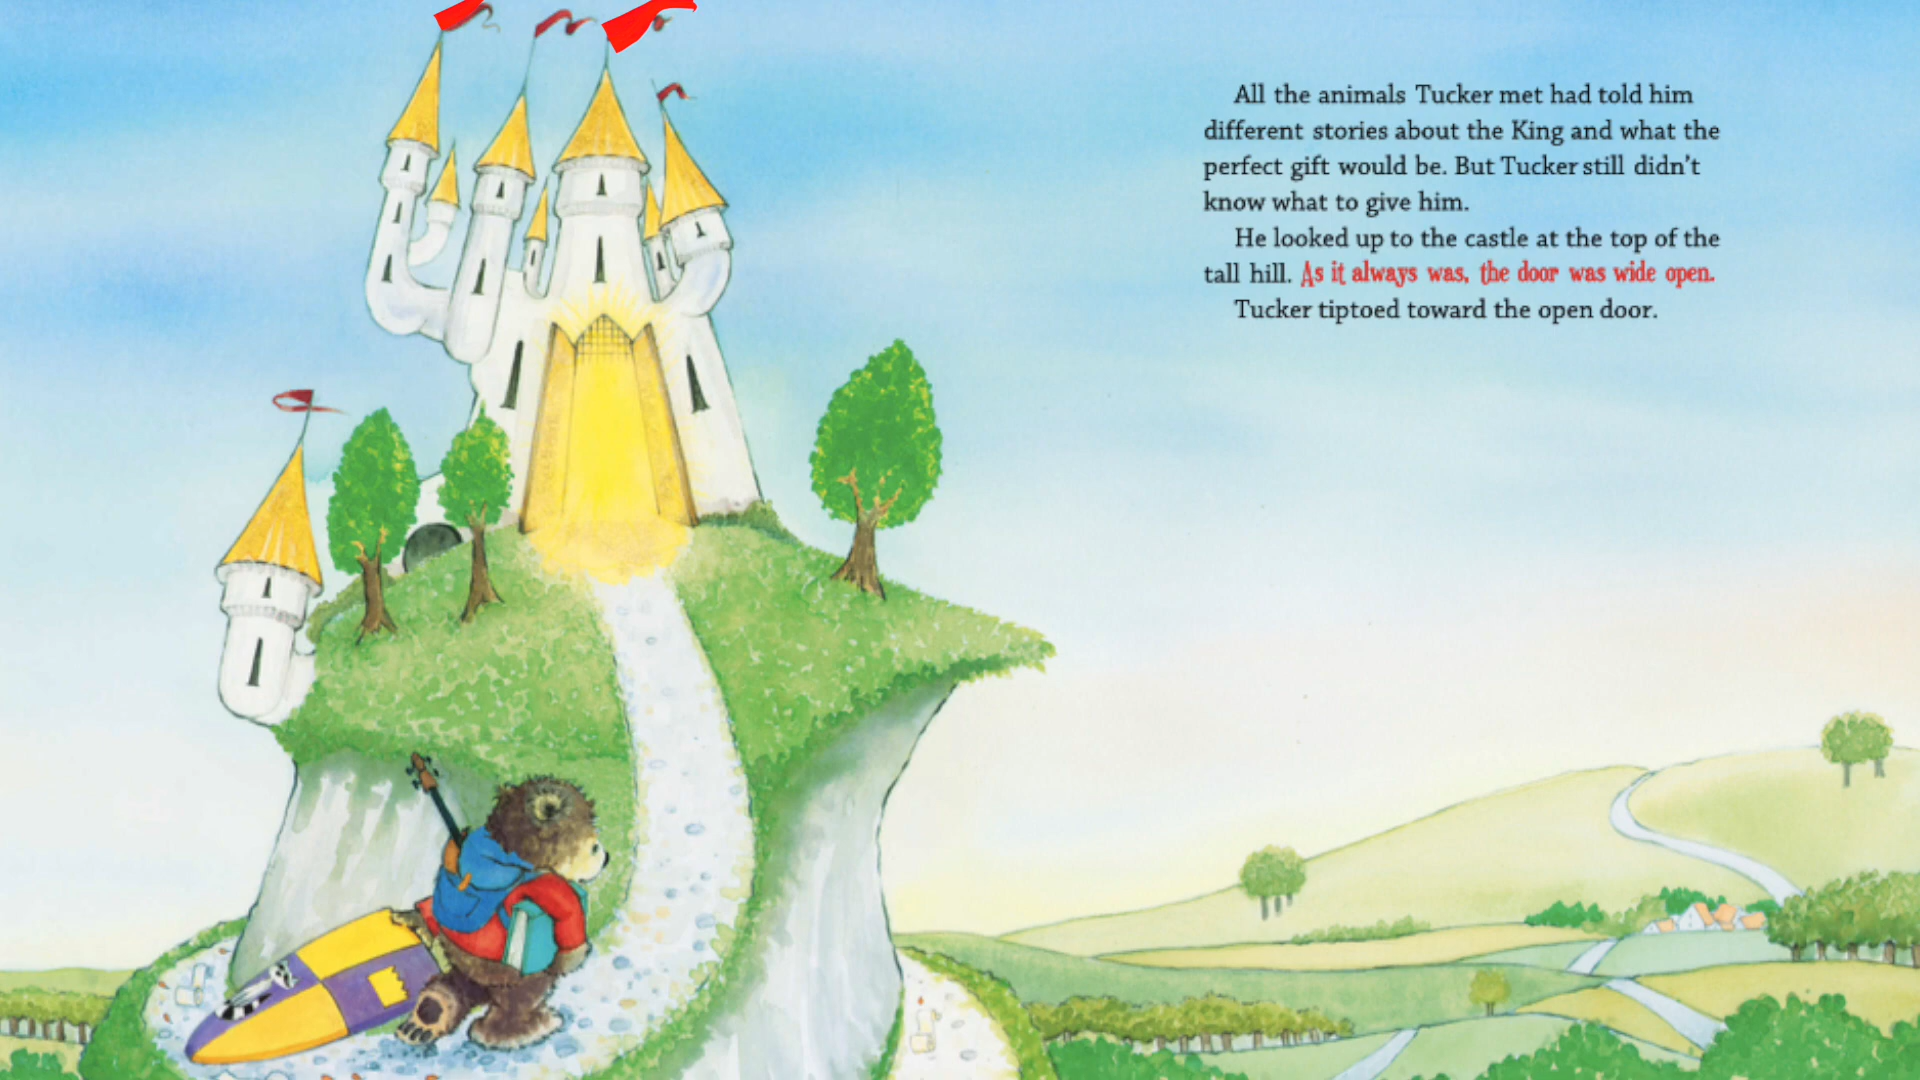 All the animals Tucker met had told him
different stories about the King and what the
perfect gift would be. But Tucker still didn’t
know what to give him.
He looked up to the castle at the top of the
tall hill. As it always was, the door was wide open.
Tucker tiptoed toward the open door.